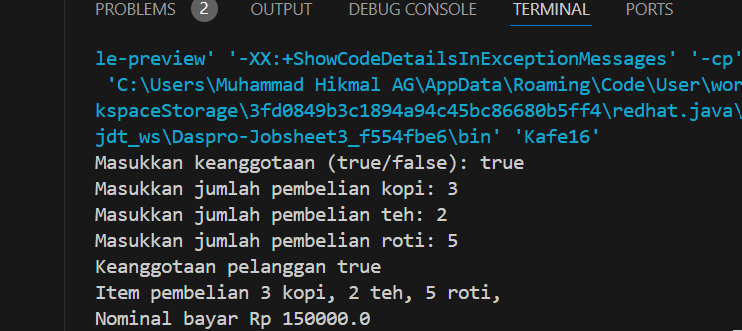 PROBLEMS 2 OUTPUT DEBUG CONSOLE TERMINAL PORTS
le-preview' '-XX:+ShowCodeDetailsInExceptionMessages' '-cp'
'C:\Users\Muhammad Hikmal AG\AppData\Roaming\Code\User\wor
kspaceStorage\3fd0849b3c1894a94c45bc86680b5ff4\redhat.java\
jdt_ws\Daspro-Jobsheet3_f554fbe6\bin' 'Kafe16'
Masukkan keanggotaan (true/false): true
Masukkan jumlah pembelian kopi: 3
Masukkan jumlah pembelian teh: 2
Masukkan jumlah pembelian roti: 5
Keanggotaan pelanggan true
Item pembelian 3 kopi, 2 teh, 5 roti,
Nominal bayar Rp 150000.0